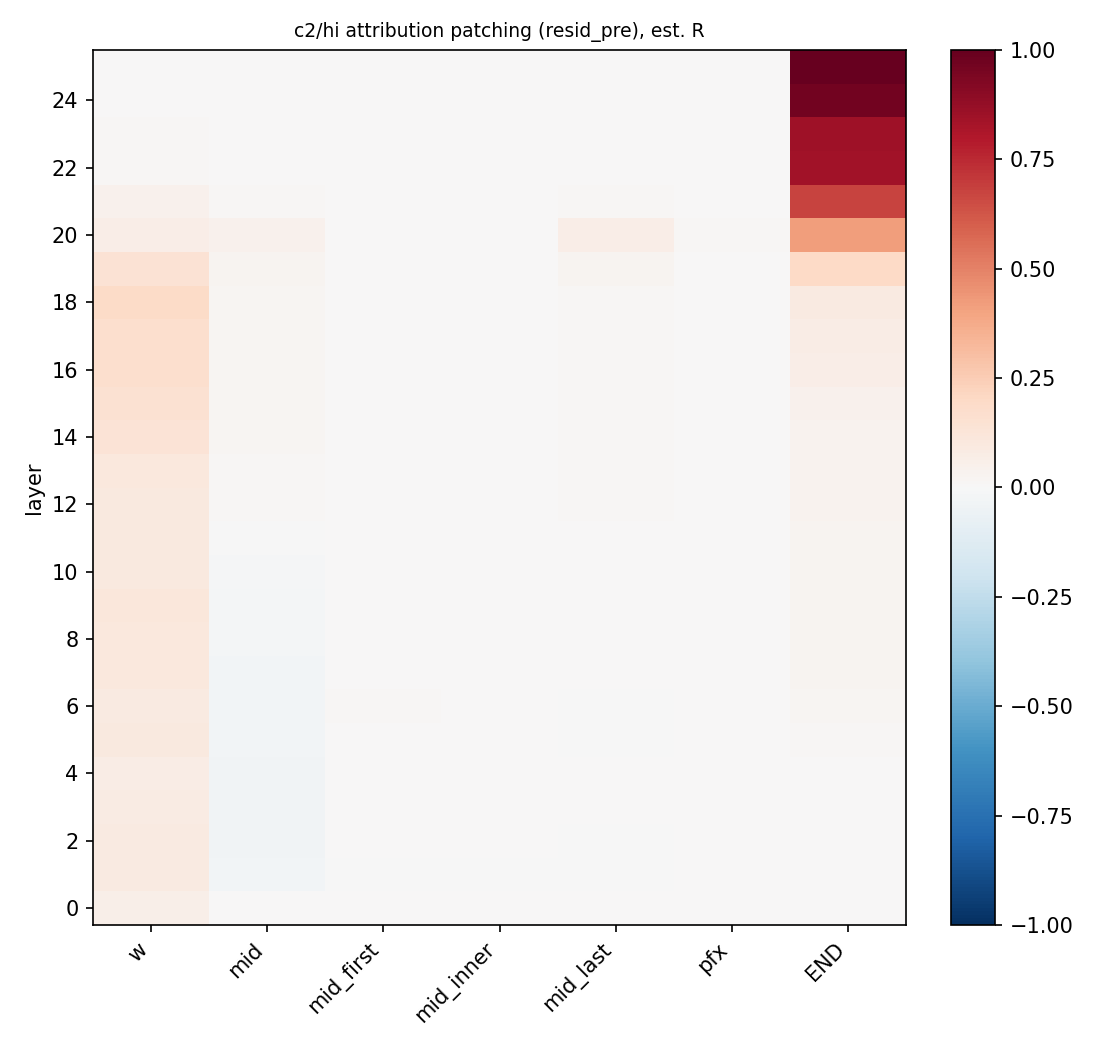 c2/hi attribution patching (resid_pre), est. R
24
22
20
18
16
14
12
10
8
6
4
2
0
layer
w
mid
mid_first
mid_inner
mid_last
pfx
END
1.00
0.75
0.50
0.25
0.00
−0.25
−0.50
−0.75
−1.00